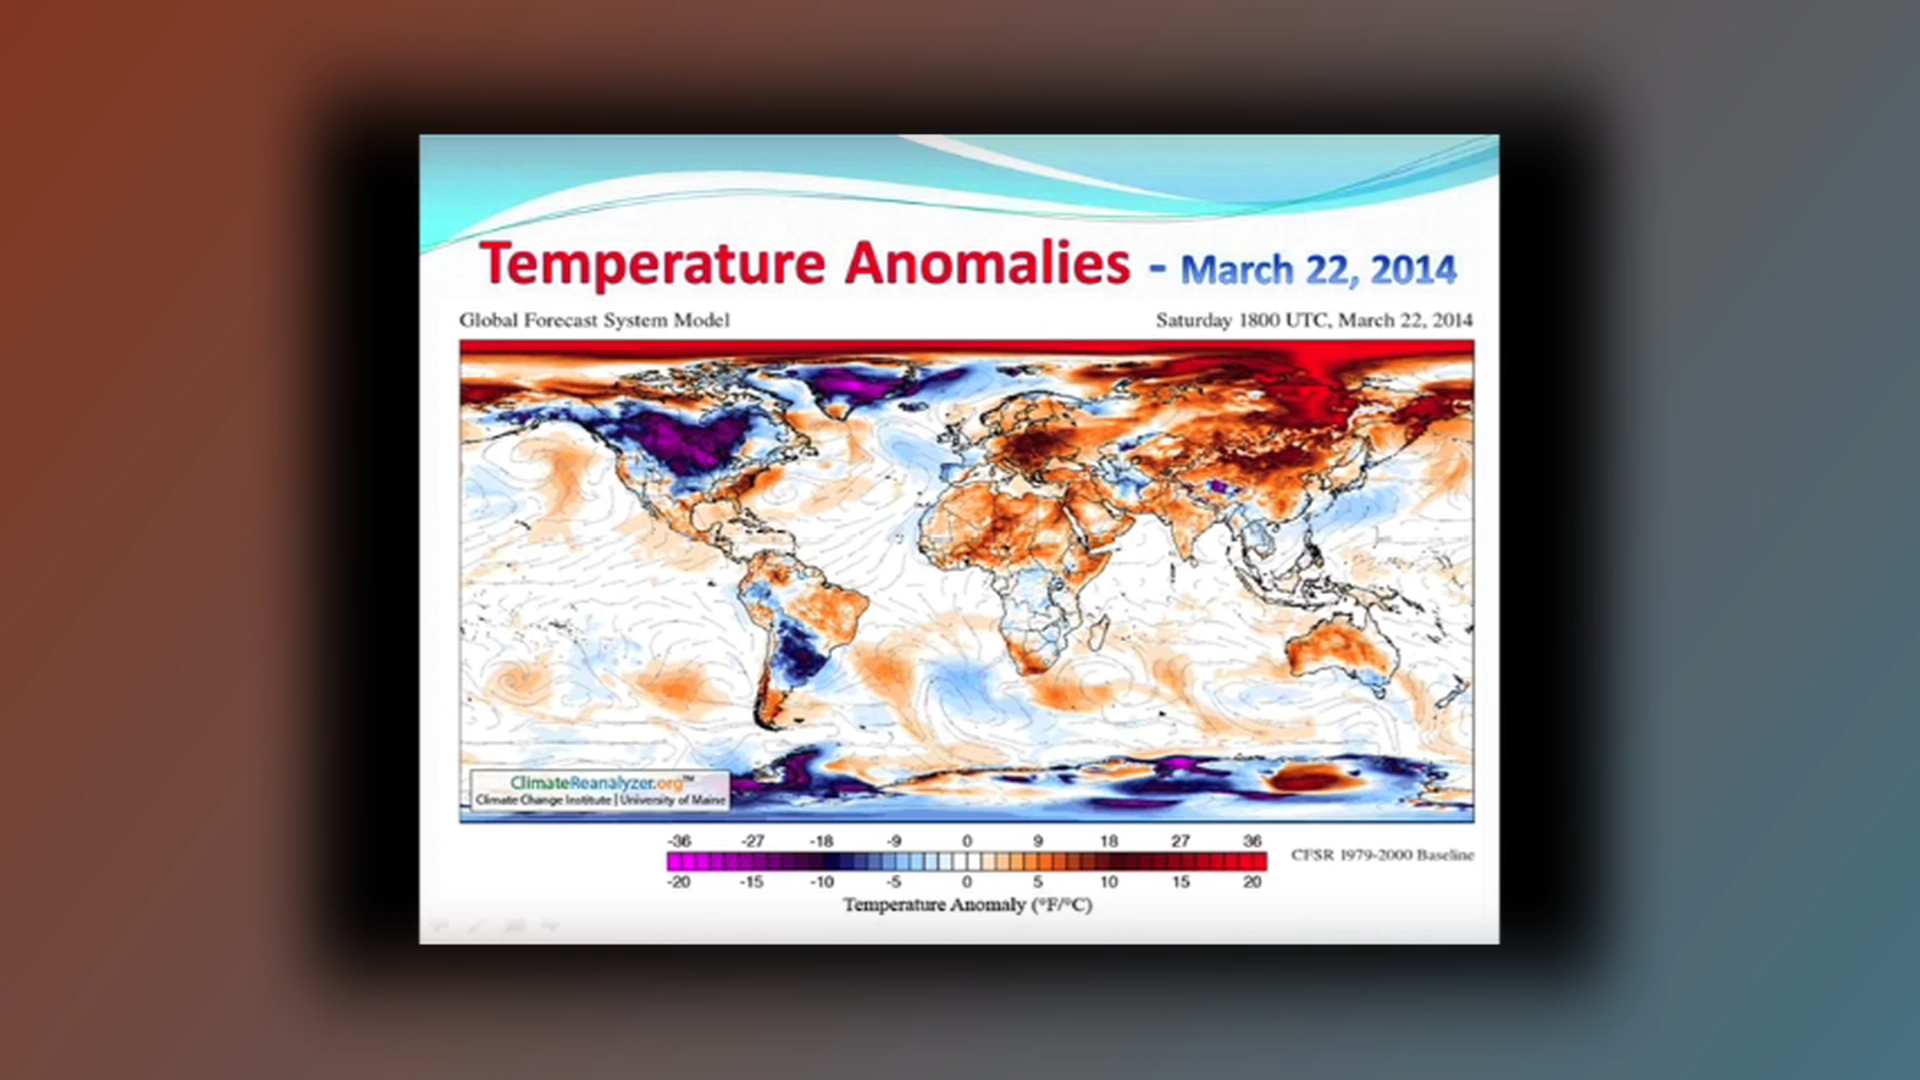 Temperature Anomalies - March 22, 2014
Global Forecast System Model
Saturday 1800 UTC, March 22, 2014
ClimateReanalyzer.org™
Climate Change Institute | University of Maine
-36 -27 -18 -9 0 9 18 27 36
CFSR 1979-2000 Baseline
-20 -15 -10 -5 0 5 10 15 20
Temperature Anomaly (°F/°C)